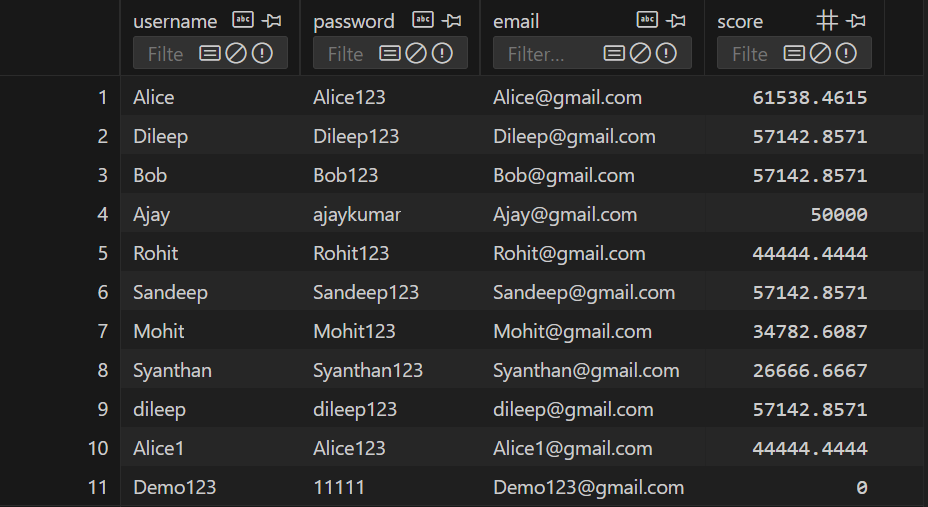 username abc password abc email abc score
Filte Filte Filter... Filte
1 Alice Alice123 Alice@gmail.com 61538.4615
2 Dileep Dileep123 Dileep@gmail.com 57142.8571
3 Bob Bob123 Bob@gmail.com 57142.8571
4 Ajay ajaykumar Ajay@gmail.com 50000
5 Rohit Rohit123 Rohit@gmail.com 44444.4444
6 Sandeep Sandeep123 Sandeep@gmail.com 57142.8571
7 Mohit Mohit123 Mohit@gmail.com 34782.6087
8 Syanthan Syanthan123 Syanthan@gmail.com 26666.6667
9 dileep dileep123 dileep@gmail.com 57142.8571
10 Alice1 Alice123 Alice1@gmail.com 44444.4444
11 Demo123 11111 Demo123@gmail.com 0